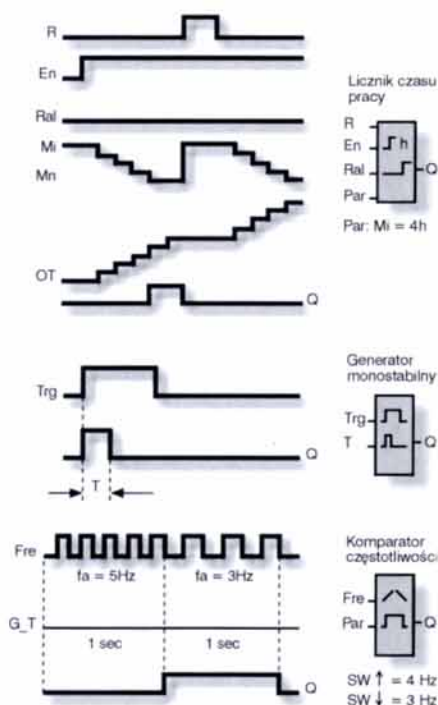 R
En
Ral
Mi
Mn
OT
Q
Licznik czasu
pracy
R
En h
Ral Q
Par
Par: Mi = 4h
Trg
Q
T
Generator
monostabilny
Trg
T Q
Fre
fa = 5Hz fa = 3Hz
G_T
1 sec 1 sec
Q
Komparator
częstotliwości
Fre
Par Q
SW ↑ = 4 Hz
SW ↓ = 3 Hz